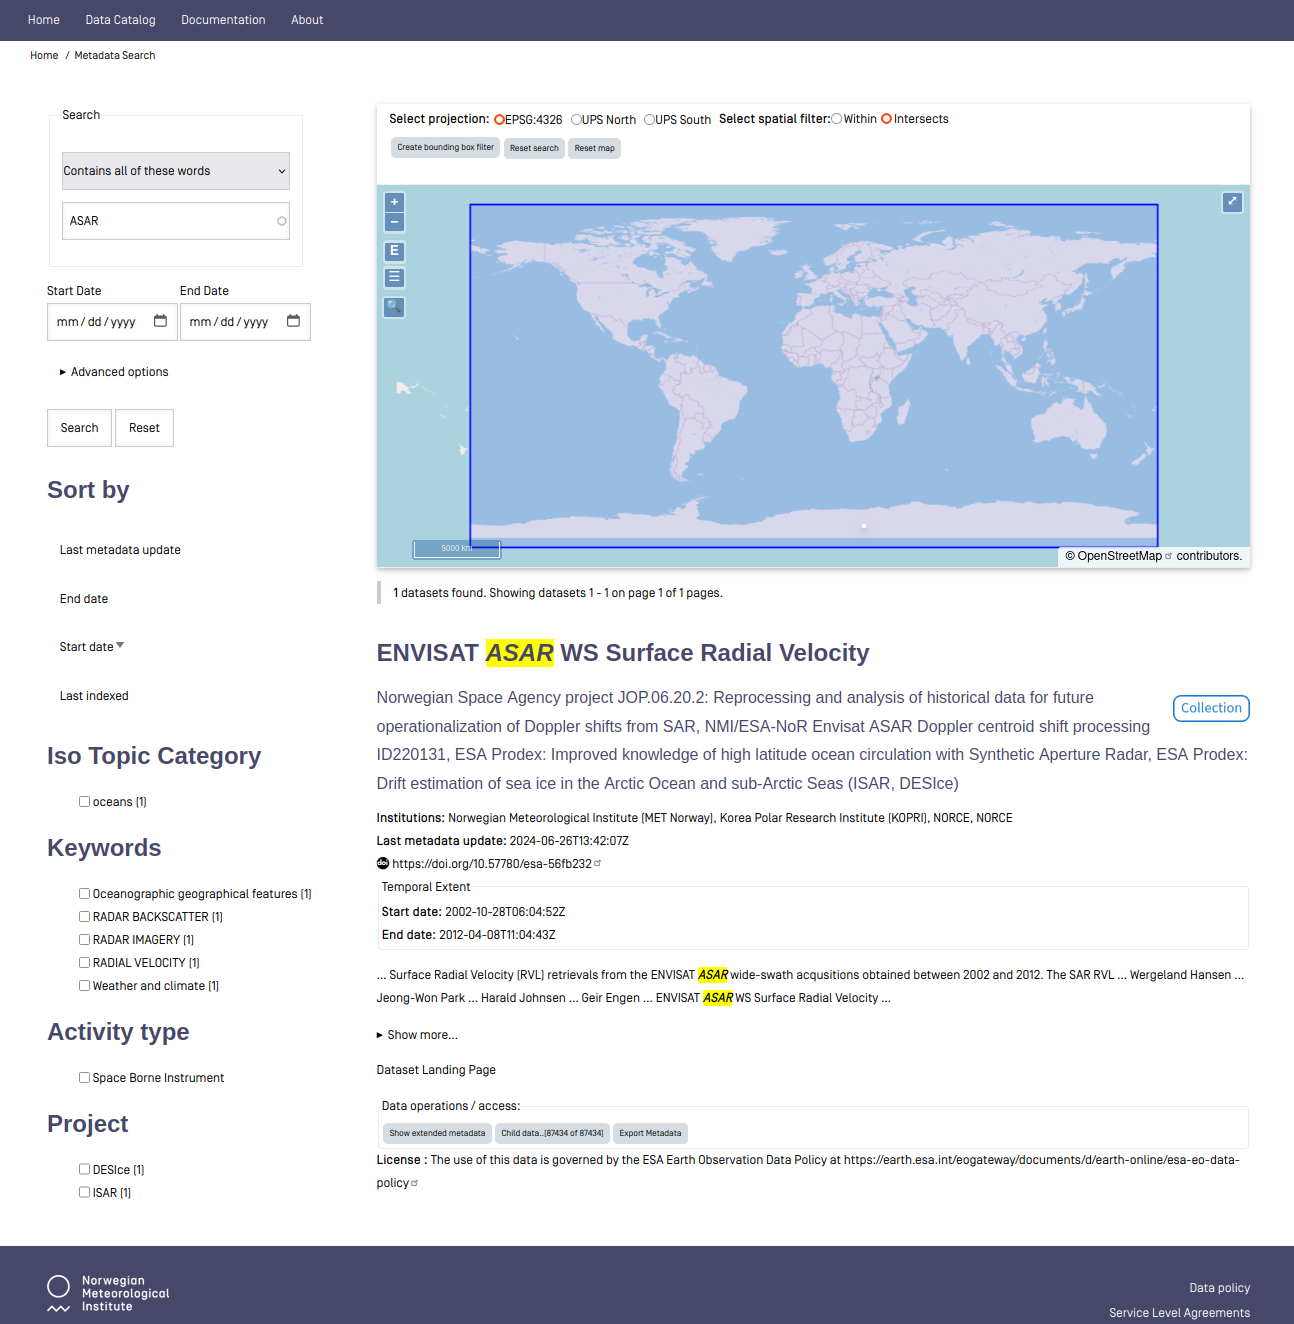 Home Data Catalog Documentation About
Home / Metadata Search
Search
Contains all of these words
ASAR
Start Date End Date
mm/dd/yyyy mm/dd/yyyy
▸ Advanced options
Search Reset
Sort by
Last metadata update
End date
Start date
Last indexed
Iso Topic Category
oceans (1)
Keywords
Oceanographic geographical features (1)
RADAR BACKSCATTER (1)
RADAR IMAGERY (1)
RADIAL VELOCITY (1)
Weather and climate (1)
Activity type
Space Borne Instrument
Project
DESIce (1)
ISAR (1)
Select projection: EPSG:4326 UPS North UPS South Select spatial filter: Within Intersects
Create bounding box filter Reset search Reset map
+
−
E
5000 km
© OpenStreetMap contributors.
1 datasets found. Showing datasets 1 - 1 on page 1 of 1 pages.
ENVISAT ASAR WS Surface Radial Velocity
Collection
Norwegian Space Agency project JOP.06.20.2: Reprocessing and analysis of historical data for future
operationalization of Doppler shifts from SAR, NMI/ESA-NoR Envisat ASAR Doppler centroid shift processing
ID220131, ESA Prodex: Improved knowledge of high latitude ocean circulation with Synthetic Aperture Radar, ESA Prodex:
Drift estimation of sea ice in the Arctic Ocean and sub-Arctic Seas (ISAR, DESIce)
Institutions: Norwegian Meteorological Institute (MET Norway), Korea Polar Research Institute (KOPRI), NORCE, NORCE
Last metadata update: 2024-06-26T13:42:07Z
doi https://doi.org/10.57780/esa-56fb232
Temporal Extent
Start date: 2002-10-28T06:04:52Z
End date: 2012-04-08T11:04:43Z
... Surface Radial Velocity (RVL) retrievals from the ENVISAT ASAR wide-swath acqusitions obtained between 2002 and 2012. The SAR RVL ... Wergeland Hansen ...
Jeong-Won Park ... Harald Johnsen ... Geir Engen ... ENVISAT ASAR WS Surface Radial Velocity ...
▸ Show more...
Dataset Landing Page
Data operations / access:
Show extended metadata Child data..[87434 of 87434] Export Metadata
License : The use of this data is governed by the ESA Earth Observation Data Policy at https://earth.esa.int/eogateway/documents/d/earth-online/esa-eo-data-
policy
Norwegian
Meteorological
Institute
Data policy
Service Level Agreements